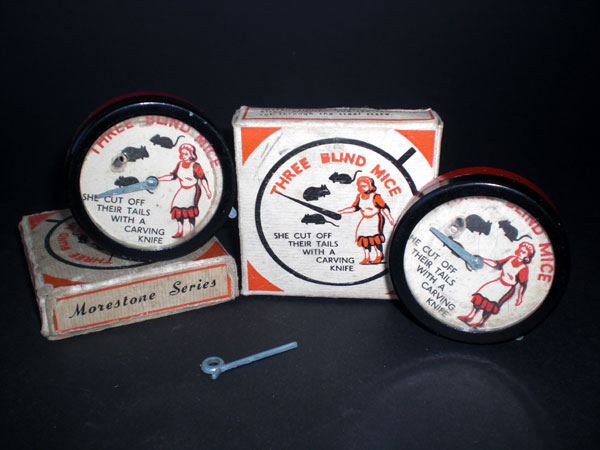 THREE BLIND MICE
SHE CUT OFF
THEIR TAILS
WITH A
CARVING
KNIFE
THREE
Morestone Series
THREE BLIND MICE
SHE CUT OFF
THEIR TAILS
WITH A
CARVING
KNIFE
BLIND MICE
SHE CUT OFF
THEIR TAILS
WITH A
CARVING
KNIFE